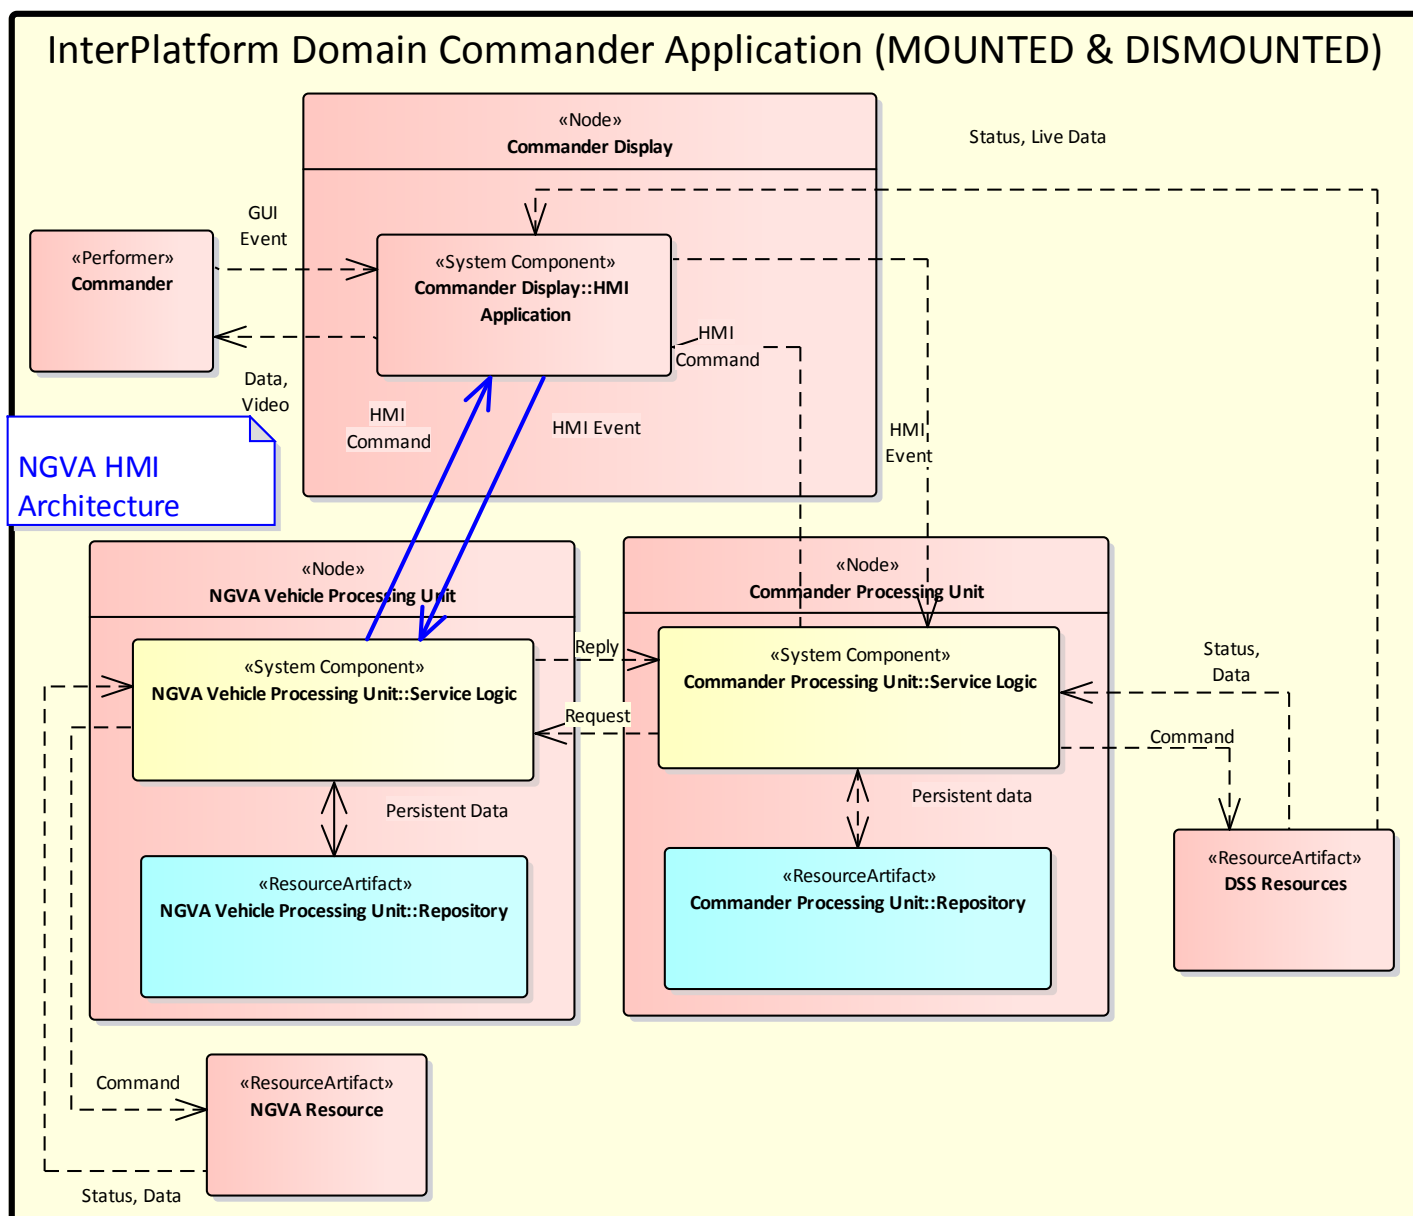 InterPlatform Domain Commander Application (MOUNTED & DISMOUNTED)
«Node»
Commander Display
Status, Live Data
GUI
Event
«Performer»
Commander
«System Component»
Commander Display::HMI
Application
HMI
Command
Data,
Video
HMI
Command
HMI Event
HMI
Event
NGVA HMI
Architecture
«Node»
NGVA Vehicle Processing Unit
«Node»
Commander Processing Unit
«System Component»
NGVA Vehicle Processing Unit::Service Logic
Reply
Request
«System Component»
Commander Processing Unit::Service Logic
Status,
Data
Command
Persistent Data
Persistent data
«ResourceArtifact»
NGVA Vehicle Processing Unit::Repository
«ResourceArtifact»
Commander Processing Unit::Repository
«ResourceArtifact»
DSS Resources
Command
«ResourceArtifact»
NGVA Resource
Status, Data